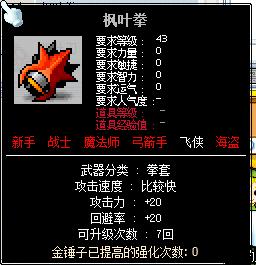 枫叶拳
要求等级： 43
要求力量： 0
要求敏捷： 0
要求智力： 0
要求运气： 0
要求人气度： -
道具等级： -
道具经验值： -
新手 战士 魔法师 弓箭手 飞侠 海盗
武器分类： 拳套
攻击速度： 比较快
攻击力： +20
回避率： +20
可升级次数： 7回
金锤子已提高的强化次数: 0